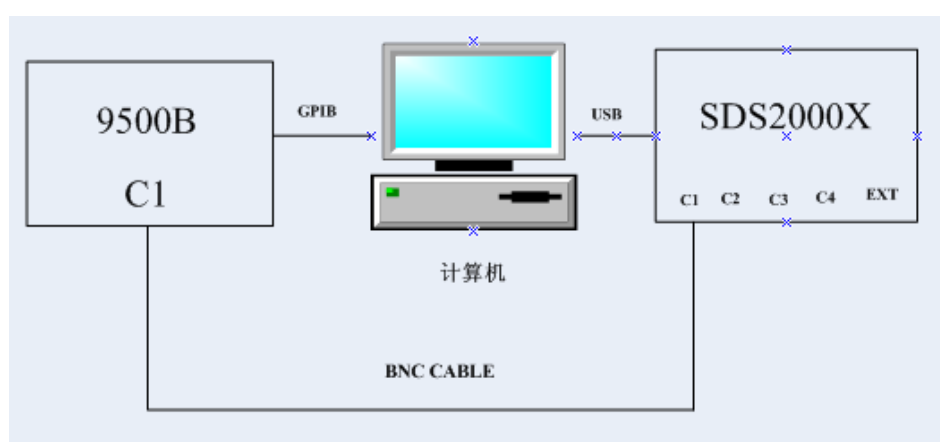 9500B
C1
GPIB
计算机
USB
SDS2000X
C1 C2 C3 C4 EXT
BNC CABLE